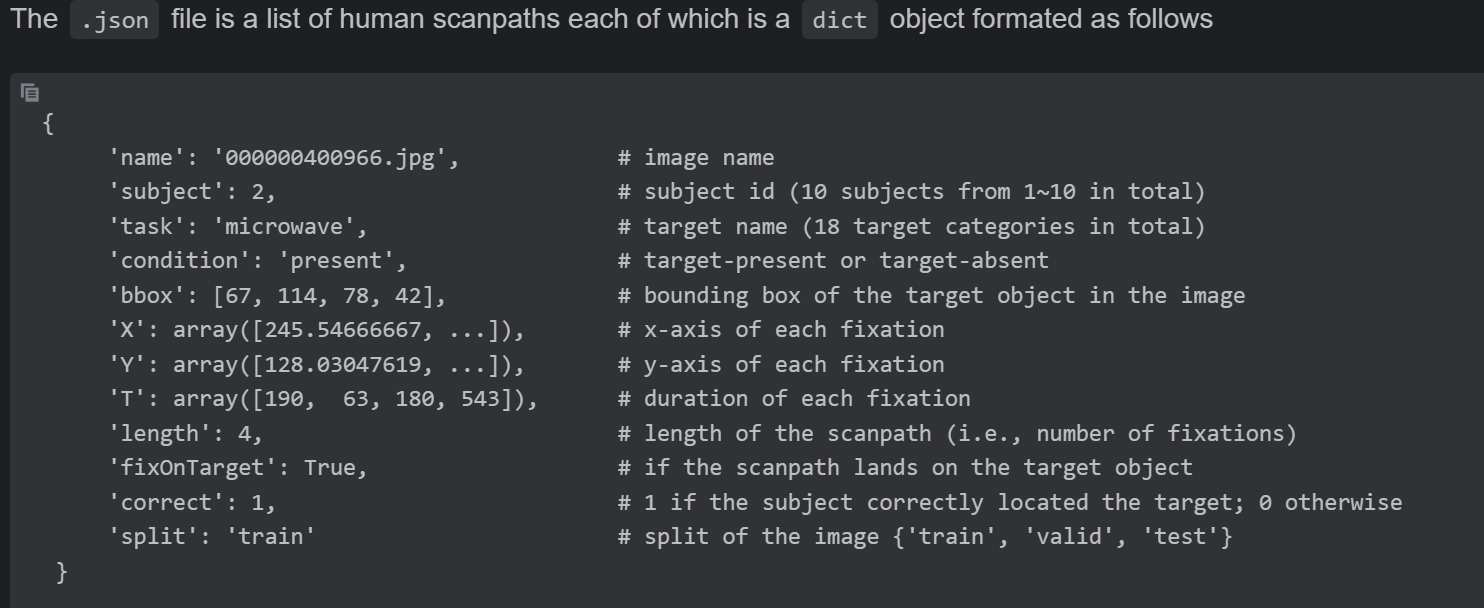 The .json file is a list of human scanpaths each of which is a dict object formated as follows
{
'name': '000000400966.jpg', # image name
'subject': 2, # subject id (10 subjects from 1~10 in total)
'task': 'microwave', # target name (18 target categories in total)
'condition': 'present', # target-present or target-absent
'bbox': [67, 114, 78, 42], # bounding box of the target object in the image
'X': array([245.54666667, ...]), # x-axis of each fixation
'Y': array([128.03047619, ...]), # y-axis of each fixation
'T': array([190,  63, 180, 543]), # duration of each fixation
'length': 4, # length of the scanpath (i.e., number of fixations)
'fixOnTarget': True, # if the scanpath lands on the target object
'correct': 1, # 1 if the subject correctly located the target; 0 otherwise
'split': 'train' # split of the image {'train', 'valid', 'test'}
}